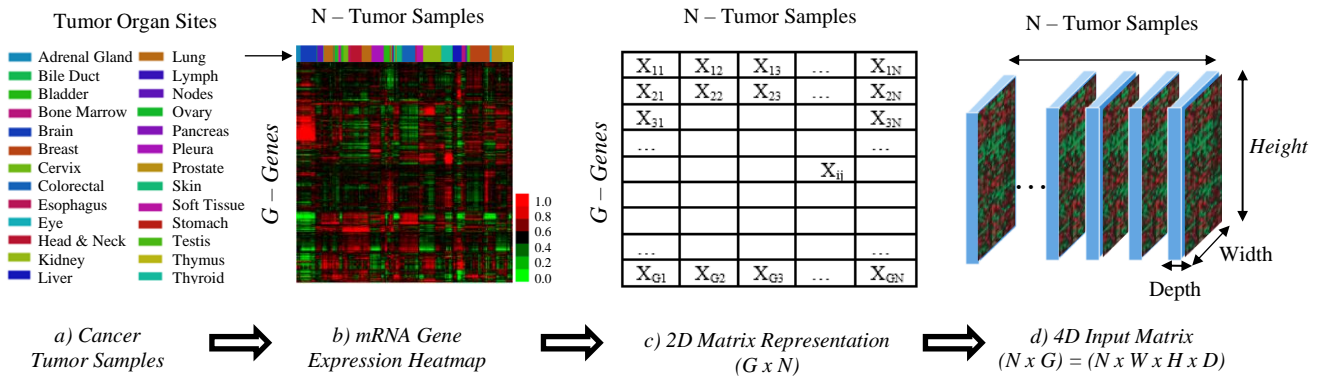 Tumor Organ Sites
Adrenal Gland
Bile Duct
Bladder
Bone Marrow
Brain
Breast
Cervix
Colorectal
Esophagus
Eye
Head & Neck
Kidney
Liver
Lung
Lymph
Nodes
Ovary
Pancreas
Pleura
Prostate
Skin
Soft Tissue
Stomach
Testis
Thymus
Thyroid
a) Cancer
Tumor Samples
N – Tumor Samples
G – Genes
1.0
0.8
0.6
0.4
0.2
0.0
b) mRNA Gene
Expression Heatmap
N – Tumor Samples
G – Genes
X11 X12 X13 ... X1N
X21 X22 X23 ... X2N
X31 X3N
... ...
Xij
... ...
XG1 XG2 XG3 ... XGN
c) 2D Matrix Representation
(G x N)
N – Tumor Samples
...
Height
Width
Depth
d) 4D Input Matrix
(N x G) = (N x W x H x D)